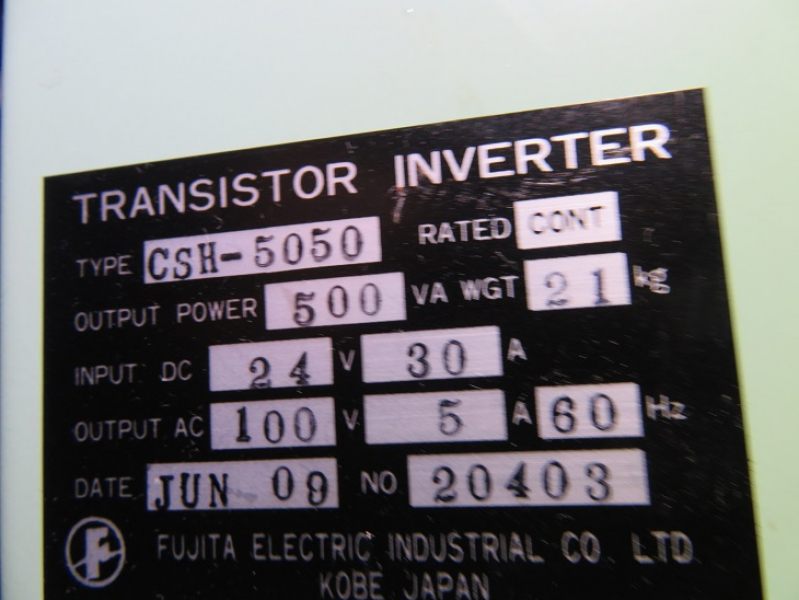 TRANSISTOR INVERTER
TYPE CSH-5050 RATED CONT
OUTPUT POWER 500 VA WGT 21 kg
INPUT DC 24 V 30 A
OUTPUT AC 100 V 5 A 60 Hz
DATE JUN 09 NO 20403
F FUJITA ELECTRIC INDUSTRIAL CO LTD
KOBE JAPAN